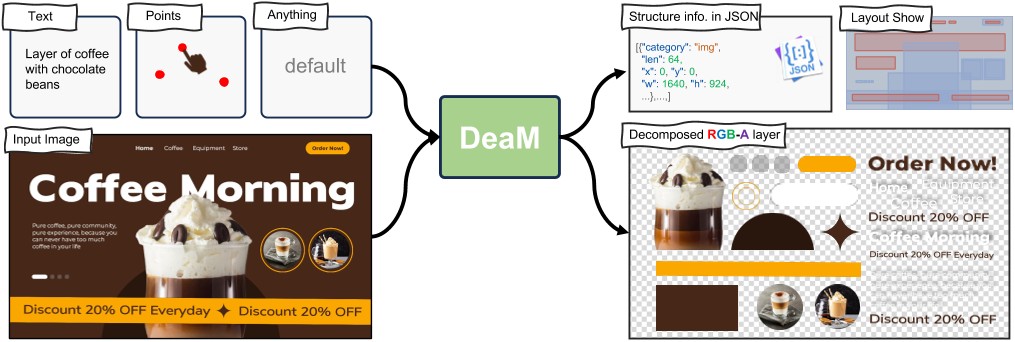 Text
Points
Anything
Layer of coffee
with chocolate
beans
default
Input Image
Home Coffee Equipment Store
Order Now!
Coffee Morning
Pure coffee, pure community,
pure experience, because you
can never have too much
coffee in your life
Discount 20% OFF Everyday Discount 20% OFF
DeaM
Structure info. in JSON
[{"category": "img",
"len": 64,
"x": 0, "y": 0,
"w": 1640, "h": 924,
...},...,]
{[:]}
JSON
Layout Show
Decomposed RGB-A layer
Order Now!
Home Equipment
Coffee Store
Discount 20% OFF
Coffee Morning
Discount 20% OFF Everyday
Discount 20% OFF